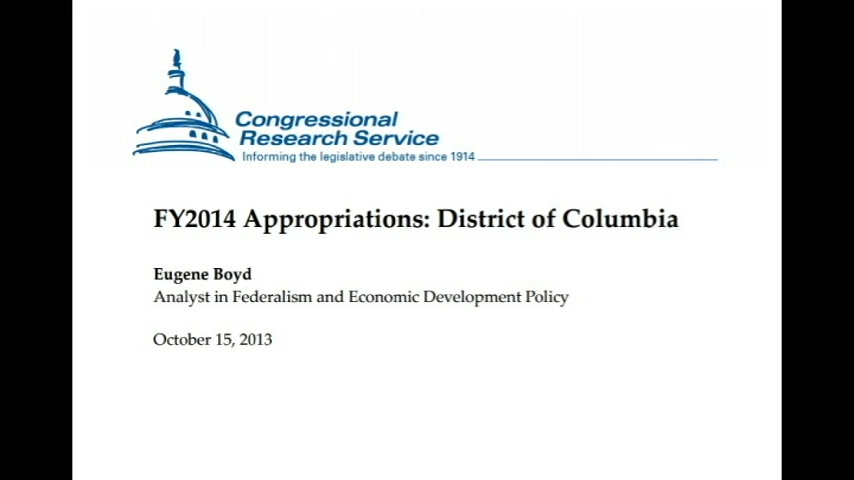 Congressional
Research Service
Informing the legislative debate since 1914
FY2014 Appropriations: District of Columbia
Eugene Boyd
Analyst in Federalism and Economic Development Policy
October 15, 2013